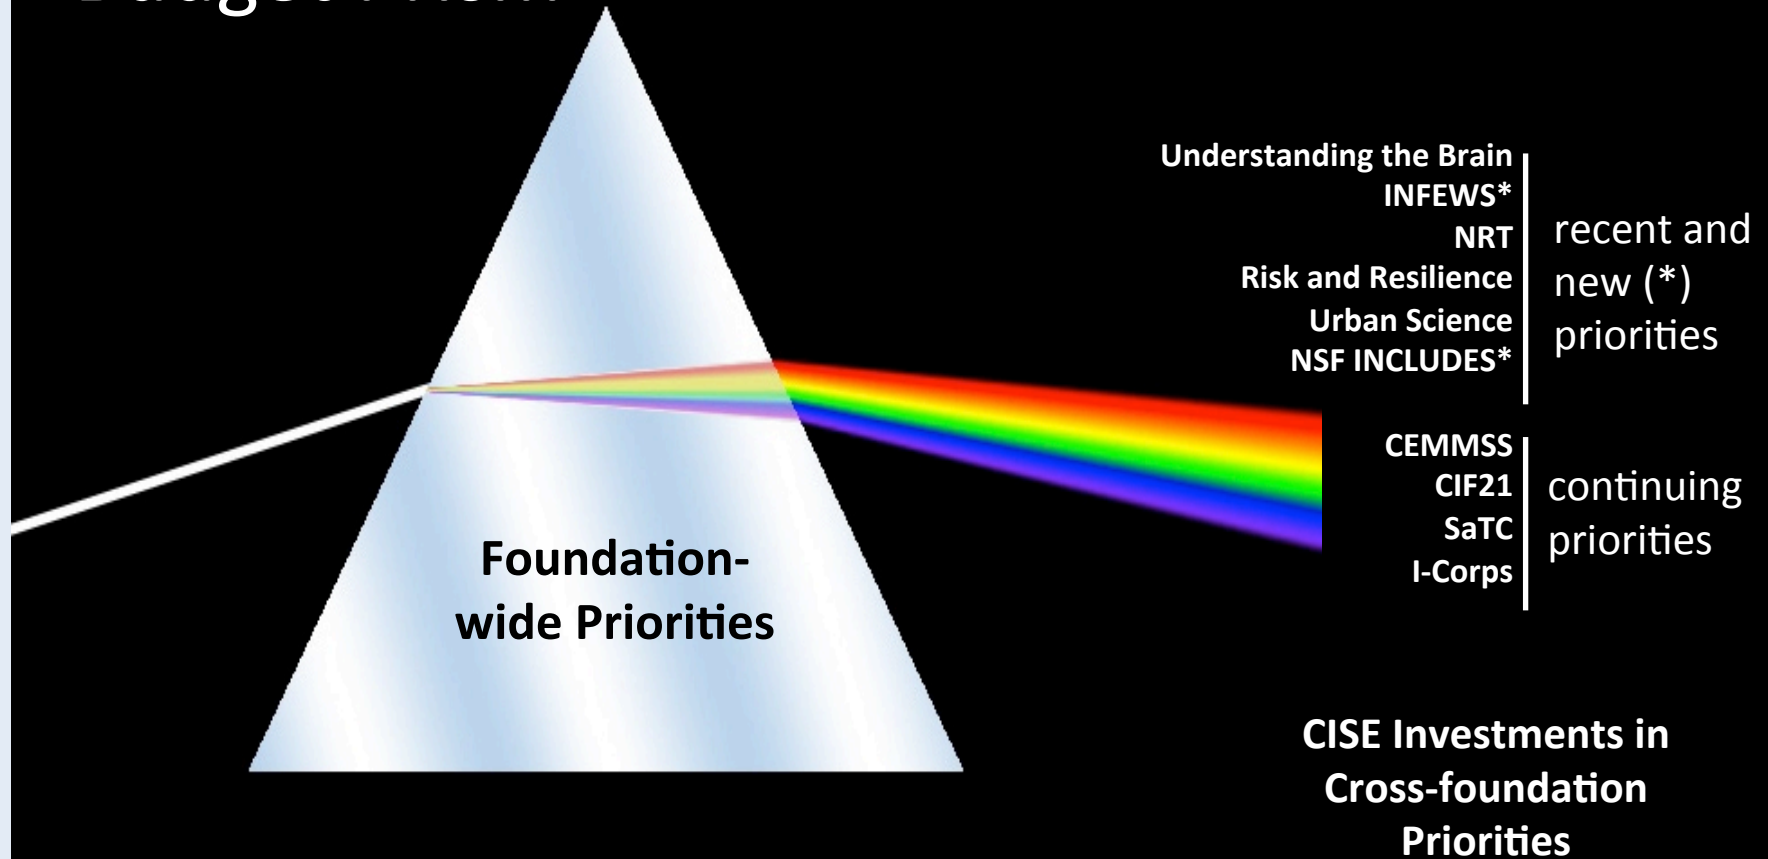 Understanding the Brain
INFEWS*
NRT
Risk and Resilience
Urban Science
NSF INCLUDES*
recent and
new (*)
priorities
CEMMSS
CIF21
SaTC
I-Corps
continuing
priorities
Foundation-
wide Priorities
CISE Investments in
Cross-foundation
Priorities